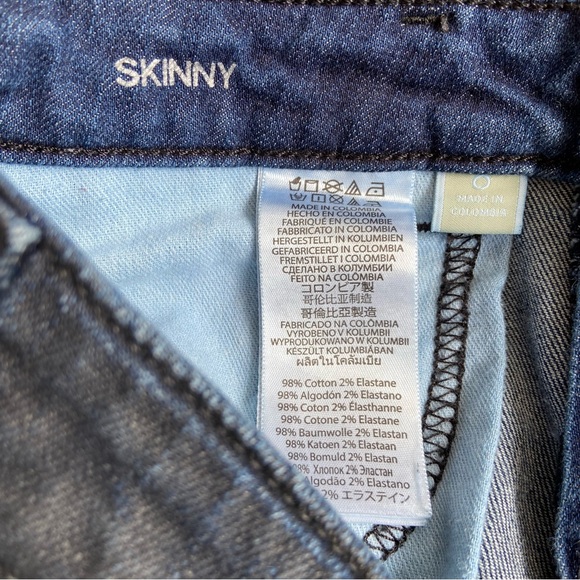 SKINNY
0
MADE IN
COLOMBIA
MADE IN COLOMBIA
HECHO EN COLOMBIA
FABRIQUÉ EN COLOMBIE
FABBRICATO IN COLOMBIA
HERGESTELLT IN KOLUMBIEN
GEFABRICEERD IN COLOMBIA
FREMSTILLET I COLOMBIA
СДЕЛАНО В КОЛУМБИИ
FEITO NA COLÔMBIA
コロンビア製
哥伦比亚制造
哥倫比亞製造
FABRICADO NA COLÔMBIA
VYROBENO V KOLUMBII
WYPRODUKOWANO W KOLUMBII
KÉSZÜLT KOLUMBIÁBAN
ผลิตในโคลัมเบีย
98% Cotton 2% Elastane
98% Algodón 2% Elastano
98% Coton 2% Élasthanne
98% Cotone 2% Elastane
98% Baumwolle 2% Elastan
98% Katoen 2% Elastaan
98% Bomuld 2% Elastan
98% Хлопок 2% Эластан
Algodão 2% Elastano
2% エラステイン